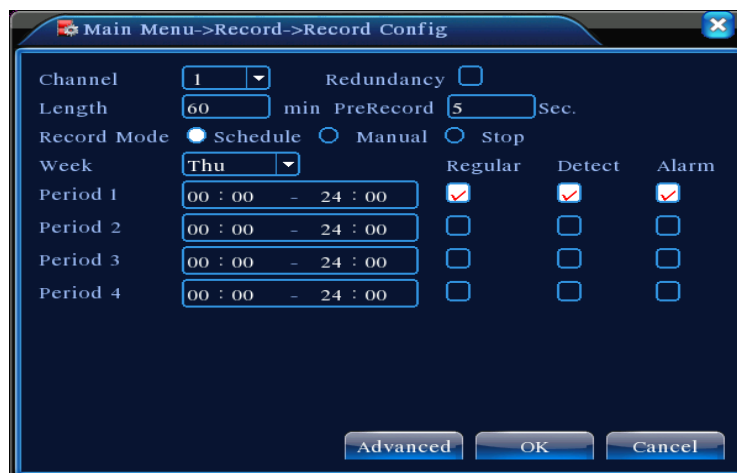 Main Menu->Record->Record Config
Channel 1 Redundancy
Length 60 min PreRecord 5 Sec.
Record Mode Schedule Manual Stop
Week Thu Regular Detect Alarm
Period 1 00 : 00 - 24 : 00
Period 2 00 : 00 - 24 : 00
Period 3 00 : 00 - 24 : 00
Period 4 00 : 00 - 24 : 00
Advanced OK Cancel